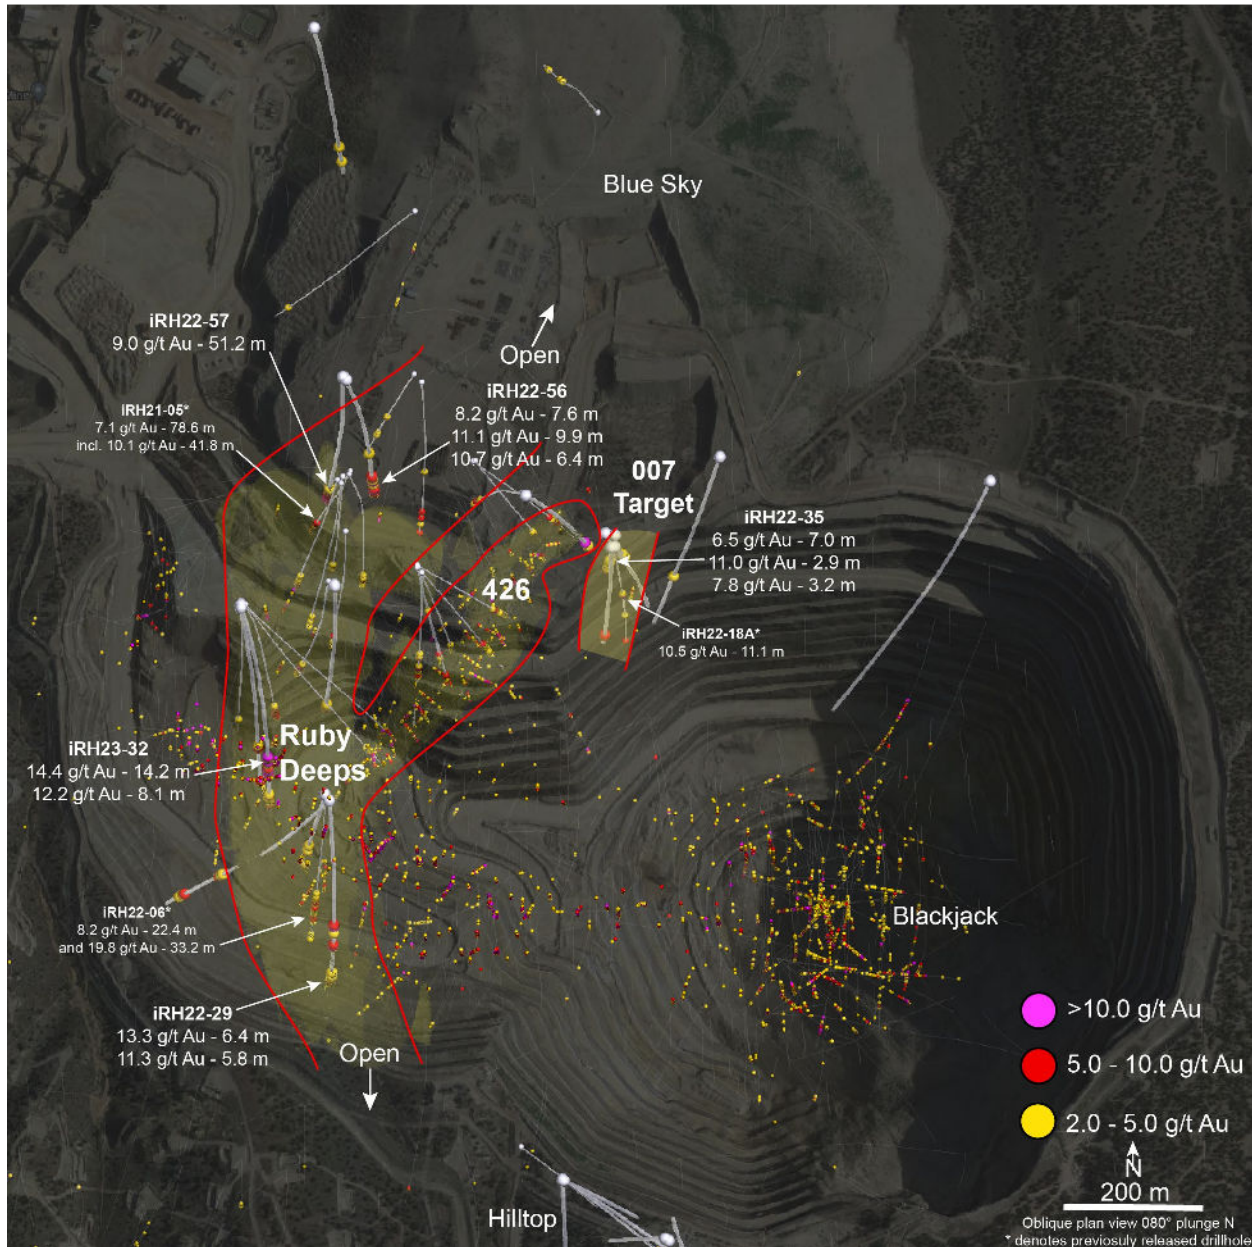 Blue Sky
iRH22-57
9.0 g/t Au - 51.2 m
Open
iRH21-05*
7.1 g/t Au - 78.6 m
incl. 10.1 g/t Au - 41.8 m
iRH22-56
8.2 g/t Au - 7.6 m
11.1 g/t Au - 9.9 m
10.7 g/t Au - 6.4 m
007
Target
iRH22-35
6.5 g/t Au - 7.0 m
11.0 g/t Au - 2.9 m
7.8 g/t Au - 3.2 m
426
iRH22-18A*
10.5 g/t Au - 11.1 m
Ruby
Deeps
iRH23-32
14.4 g/t Au - 14.2 m
12.2 g/t Au - 8.1 m
iRH22-06*
8.2 g/t Au - 22.4 m
and 19.8 g/t Au - 33.2 m
Blackjack
iRH22-29
13.3 g/t Au - 6.4 m
11.3 g/t Au - 5.8 m
Open
>10.0 g/t Au
5.0 - 10.0 g/t Au
2.0 - 5.0 g/t Au
N
200 m
Hilltop
Oblique plan view 080° plunge N
* denotes previosuly released drillhole